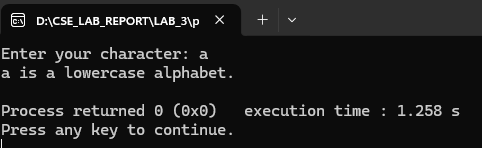 D:\CSE_LAB_REPORT\LAB_3\p
Enter your character: a
a is a lowercase alphabet.
Process returned 0 (0x0)   execution time : 1.258 s
Press any key to continue.